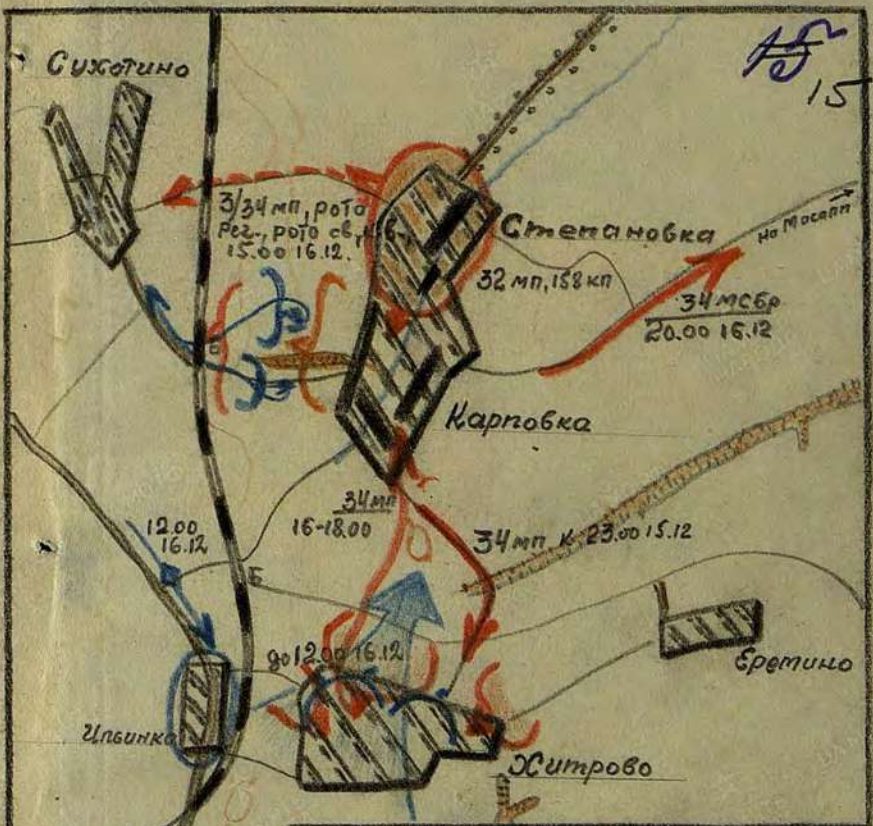 15
15
Сухотино
3/34 мп, рота
рег., рота св.,
15.00 16.12.
Степановка
32 мп, 158 кп
34 мсбр
20.00 16.12
Карповка
34 мп
16-18.00
34 мп к 23.00 15.12
12.00
16.12
Б
до 12.00 16.12
Еремино
Ильинка
Хитрово